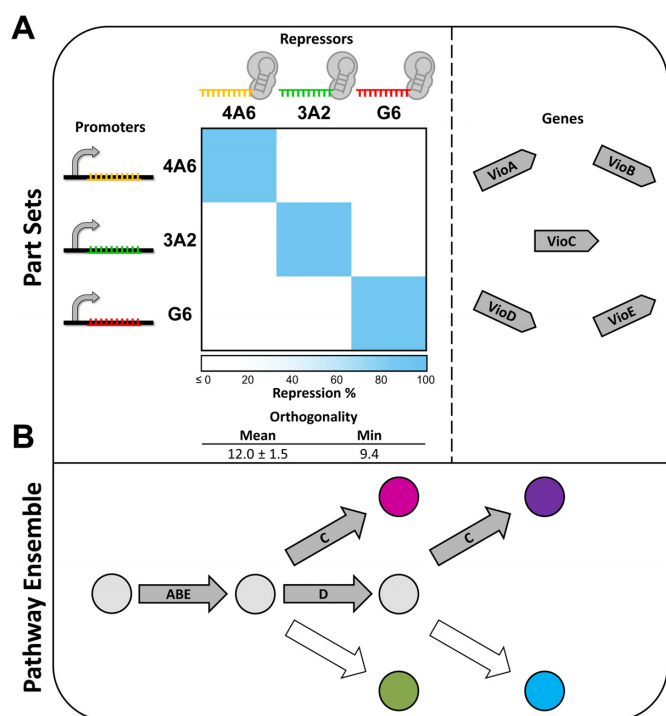 A
Part Sets
Repressors
4A6 3A2 G6
Promoters
4A6
3A2
G6
≤ 0 20 40 60 80 100
Repression %
Orthogonality
Mean Min
12.0 ± 1.5 9.4
Genes
VioA
VioB
VioC
VioD
VioE
B
Pathway Ensemble
C
C
ABE
D